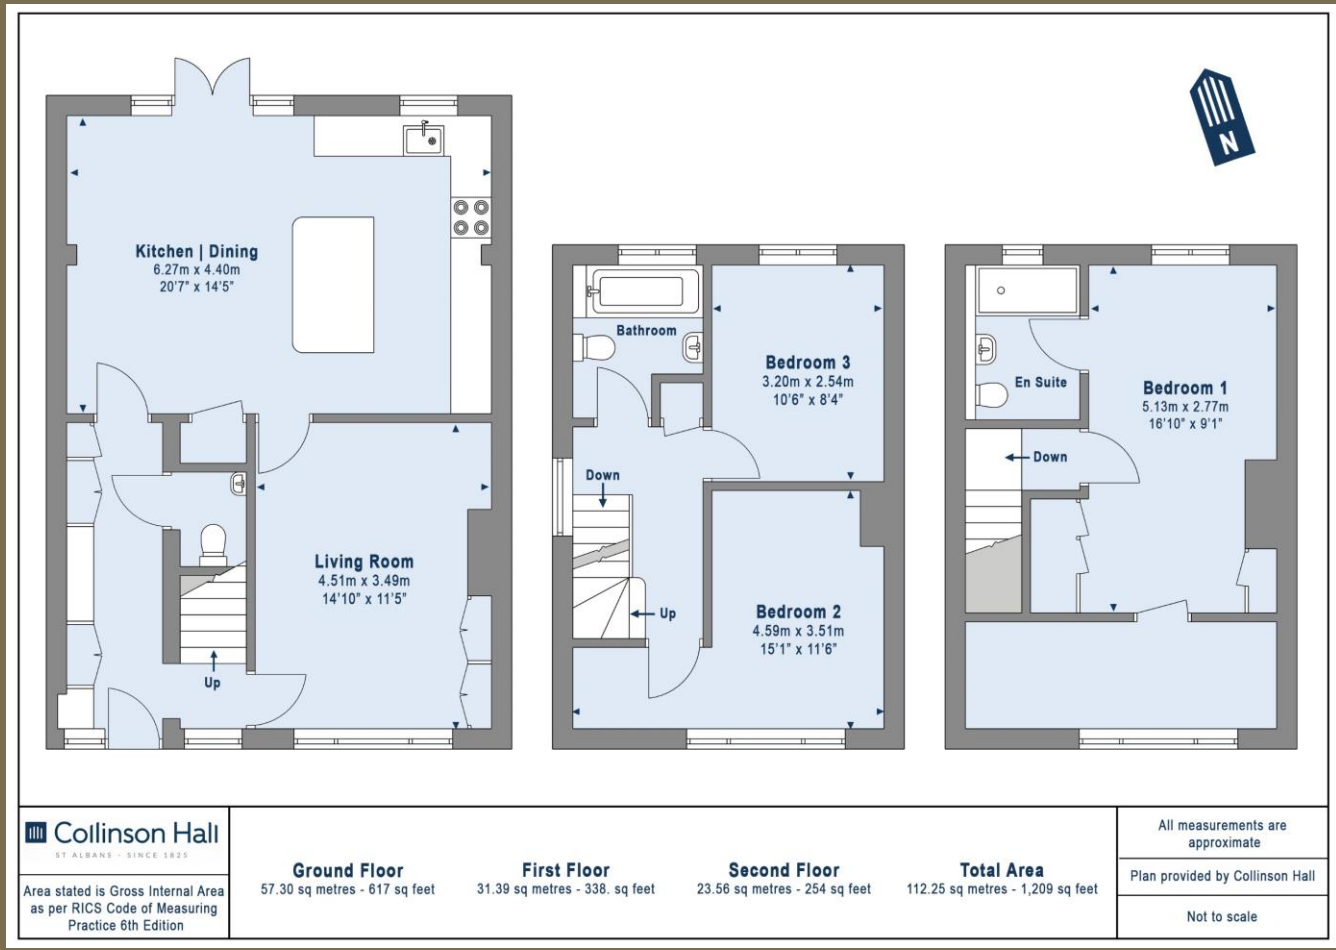 N
Kitchen | Dining
6.27m x 4.40m
20'7" x 14'5"
Living Room
4.51m x 3.49m
14'10" x 11'5"
Up
Bathroom
Bedroom 3
3.20m x 2.54m
10'6" x 8'4"
Down
Up
Bedroom 2
4.59m x 3.51m
15'1" x 11'6"
En Suite
Bedroom 1
5.13m x 2.77m
16'10" x 9'1"
Down
Collinson Hall
ST ALBANS - SINCE 1825
Area stated is Gross Internal Area
as per RICS Code of Measuring
Practice 6th Edition
Ground Floor
57.30 sq metres - 617 sq feet
First Floor
31.39 sq metres - 338. sq feet
Second Floor
23.56 sq metres - 254 sq feet
Total Area
112.25 sq metres - 1,209 sq feet
All measurements are
approximate
Plan provided by Collinson Hall
Not to scale